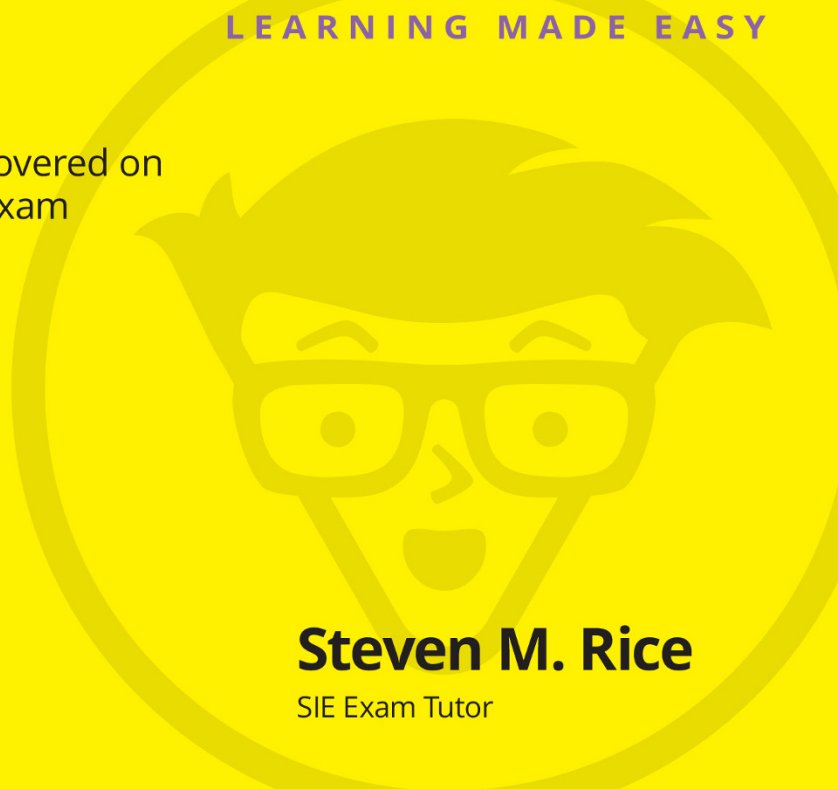 LEARNING MADE EASY
overed on
xam
Steven M. Rice
SIE Exam Tutor